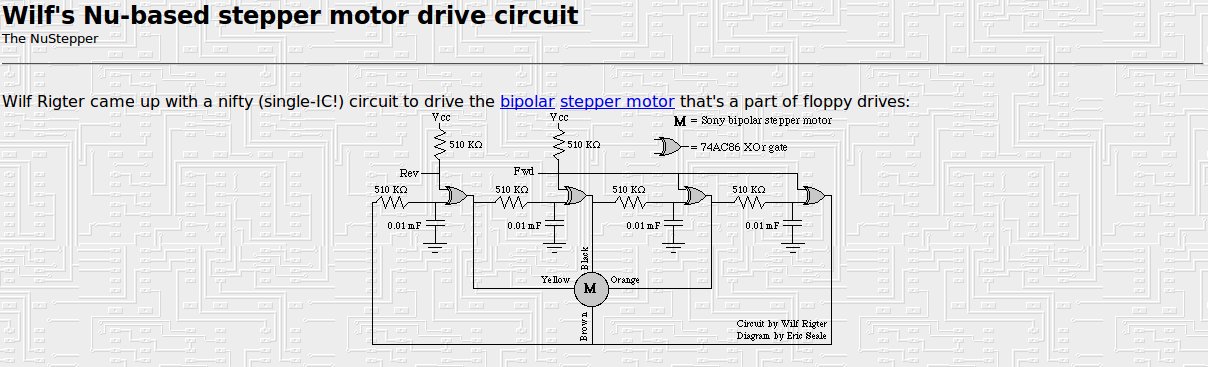 Wilf's Nu-based stepper motor drive circuit
The NuStepper
Wilf Rigter came up with a nifty (single-IC!) circuit to drive the bipolar stepper motor that's a part of floppy drives:
Vcc
Vcc
M = Sony bipolar stepper motor
510 KΩ
510 KΩ
= 74AC86 XOr gate
Rev
Fwd
510 KΩ
510 KΩ
510 KΩ
510 KΩ
0.01 mF
0.01 mF
0.01 mF
0.01 mF
Black
Yellow
M
Orange
Brown
Circuit by Wilf Rigter
Diagram by Eric Seale